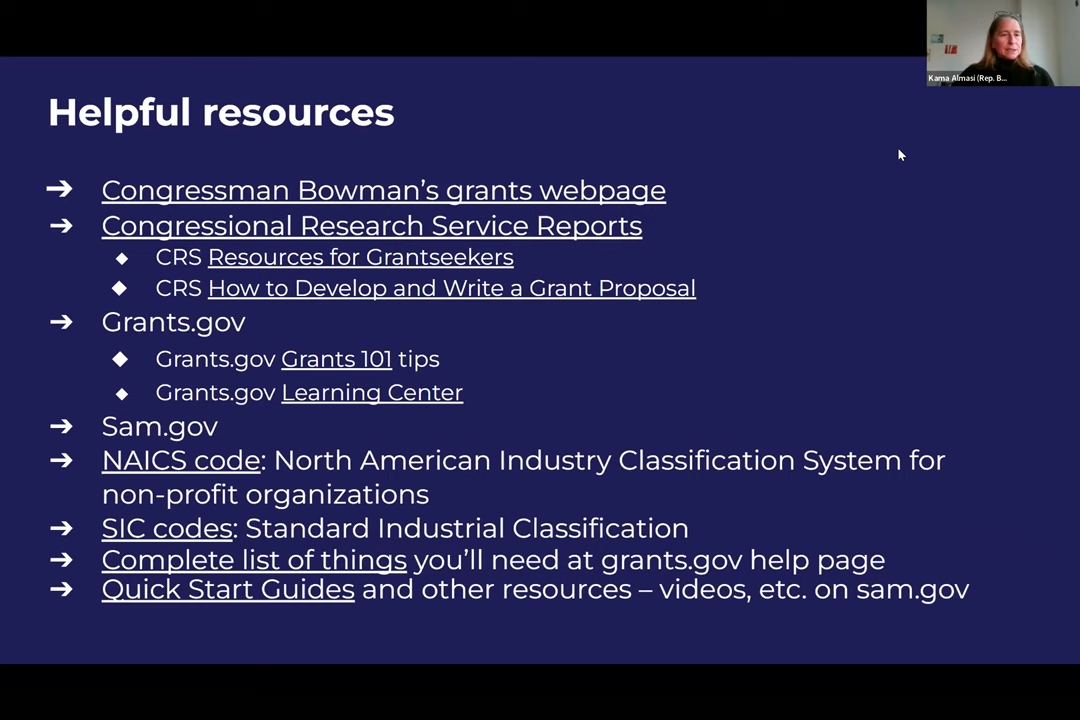 Kama Almasi (Rep. B...
Helpful resources
➔ Congressman Bowman’s grants webpage
➔ Congressional Research Service Reports
◆ CRS Resources for Grantseekers
◆ CRS How to Develop and Write a Grant Proposal
➔ Grants.gov
◆ Grants.gov Grants 101 tips
◆ Grants.gov Learning Center
➔ Sam.gov
➔ NAICS code: North American Industry Classification System for
non-profit organizations
➔ SIC codes: Standard Industrial Classification
➔ Complete list of things you’ll need at grants.gov help page
➔ Quick Start Guides and other resources – videos, etc. on sam.gov